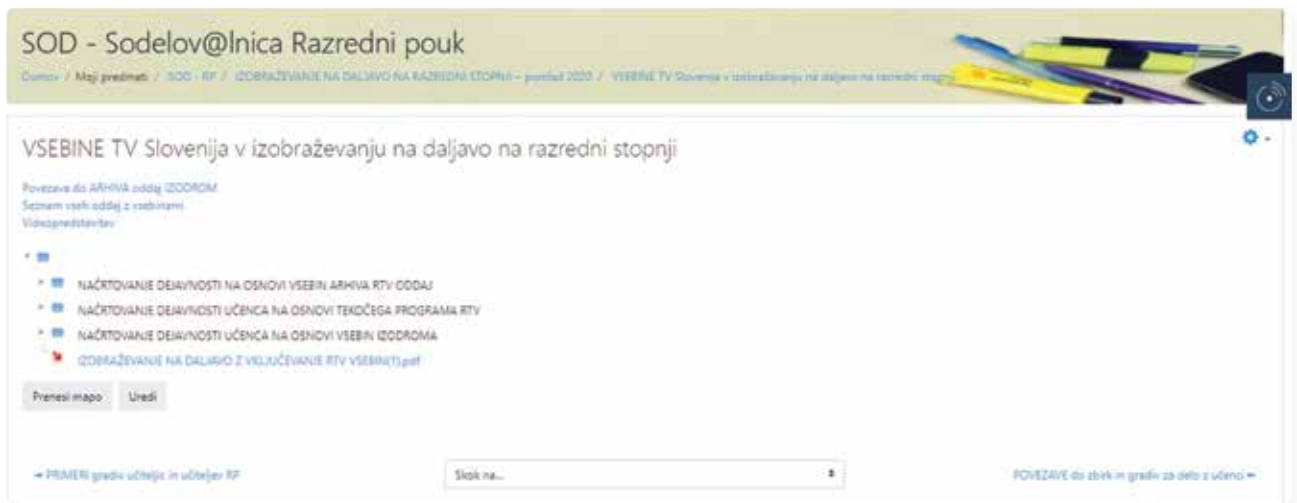 SOD - Sodelov@lnica Razredni pouk
Domov / Moji predmeti / SOD - RP / IZOBRAŽEVANJE NA DALJAVO NA RAZREDNI STOPNJI - pomlad 2020 / VSEBINE TV Slovenija v izobraževanju na daljavo na razredni stopnji
VSEBINE TV Slovenija v izobraževanju na daljavo na razredni stopnji
Povezava do ARHIVA oddaj IZODROM
Seznam vseh oddaj z vsebinami
Videopredstavitev
NAČRTOVANJE DEJAVNOSTI NA OSNOVI VSEBIN ARHIVA RTV ODDAJ
NAČRTOVANJE DEJAVNOSTI UČENCA NA OSNOVI TEKOČEGA PROGRAMA RTV
NAČRTOVANJE DEJAVNOSTI UČENCA NA OSNOVI VSEBIN IZODROMA
IZOBRAŽEVANJE NA DALJAVO Z VKLJUČEVANJE RTV VSEBIN(1).pdf
Prenesi mapo Uredi
PRIMERI gradiv učiteljic in učiteljev RP Skok na... POVEZAVE do zbirk in gradiv za delo z učenci